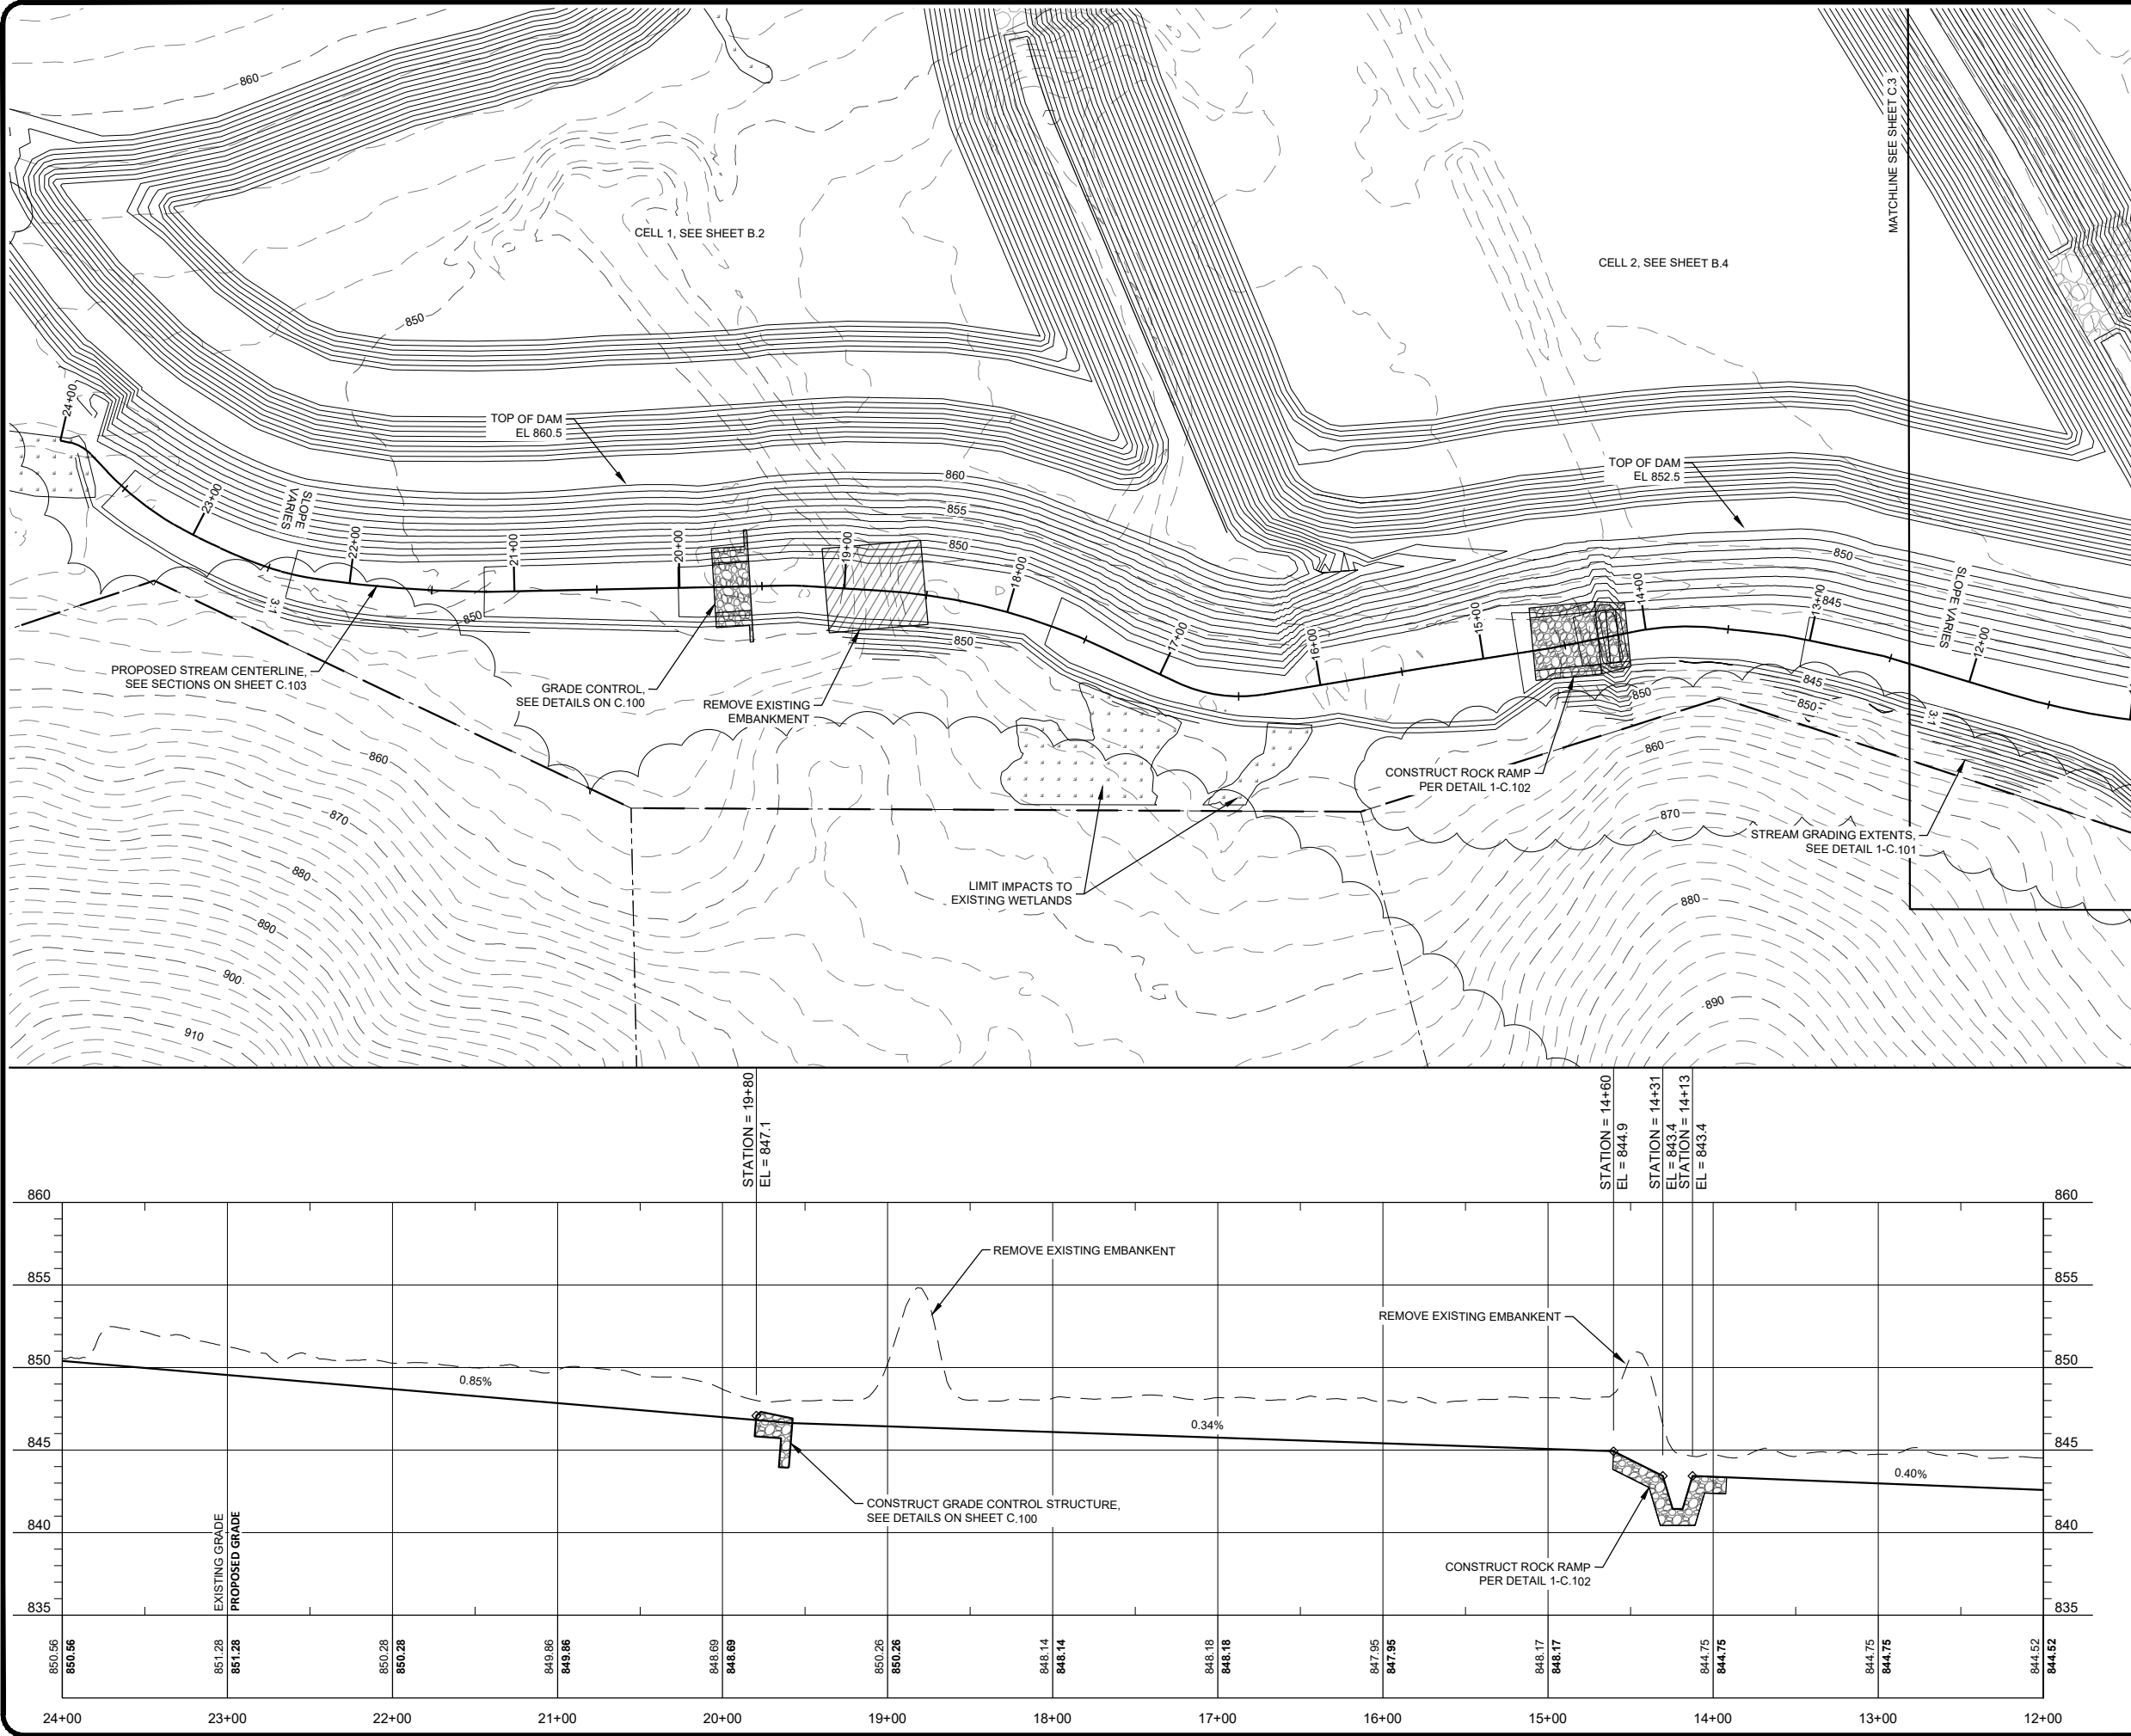 860
MATCHLINE SEE SHEET C.3
CELL 1, SEE SHEET B.2
CELL 2, SEE SHEET B.4
850
24+00
TOP OF DAM
EL 860.5
TOP OF DAM
EL 852.5
860
855
850
850
23+00
SLOPE
VARIES
22+00
21+00
20+00
19+00
18+00
17+00
16+00
15+00
14+00
13+00
12+00
845
SLOPE VARIES
3:1
850
850
845
850
850
3:1
PROPOSED STREAM CENTERLINE,
SEE SECTIONS ON SHEET C.103
GRADE CONTROL,
SEE DETAILS ON C.100
REMOVE EXISTING
EMBANKMENT
CONSTRUCT ROCK RAMP
PER DETAIL 1-C.102
860
870
STREAM GRADING EXTENTS,
SEE DETAIL 1-C.101
LIMIT IMPACTS TO
EXISTING WETLANDS
860
870
880
890
900
910
880
890
STATION = 19+80
EL = 847.1
STATION = 14+60
EL = 844.9
STATION = 14+31
EL = 843.4
STATION = 14+13
EL = 843.4
860
860
REMOVE EXISTING EMBANKENT
855
855
REMOVE EXISTING EMBANKENT
850
850
0.85%
0.34%
845
845
0.40%
CONSTRUCT GRADE CONTROL STRUCTURE,
SEE DETAILS ON SHEET C.100
840
840
EXISTING GRADE
PROPOSED GRADE
CONSTRUCT ROCK RAMP
PER DETAIL 1-C.102
835
835
850.56
850.56
851.28
851.28
850.28
850.28
849.86
849.86
848.69
848.69
850.26
850.26
848.14
848.14
848.18
848.18
847.95
847.95
848.17
848.17
844.75
844.75
844.75
844.75
844.52
844.52
24+00
23+00
22+00
21+00
20+00
19+00
18+00
17+00
16+00
15+00
14+00
13+00
12+00